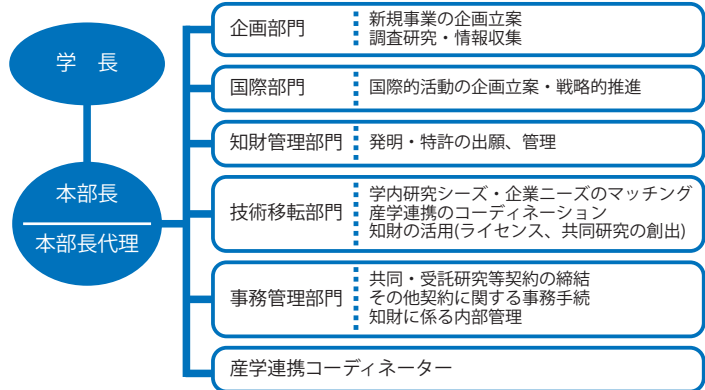 学　長
本部長
本部長代理
企画部門
新規事業の企画立案
調査研究・情報収集
国際部門
国際的活動の企画立案・戦略的推進
知財管理部門
発明・特許の出願、管理
技術移転部門
学内研究シーズ・企業ニーズのマッチング
産学連携のコーディネーション
知財の活用(ライセンス、共同研究の創出)
事務管理部門
共同・受託研究等契約の締結
その他契約に関する事務手続
知財に係る内部管理
産学連携コーディネーター